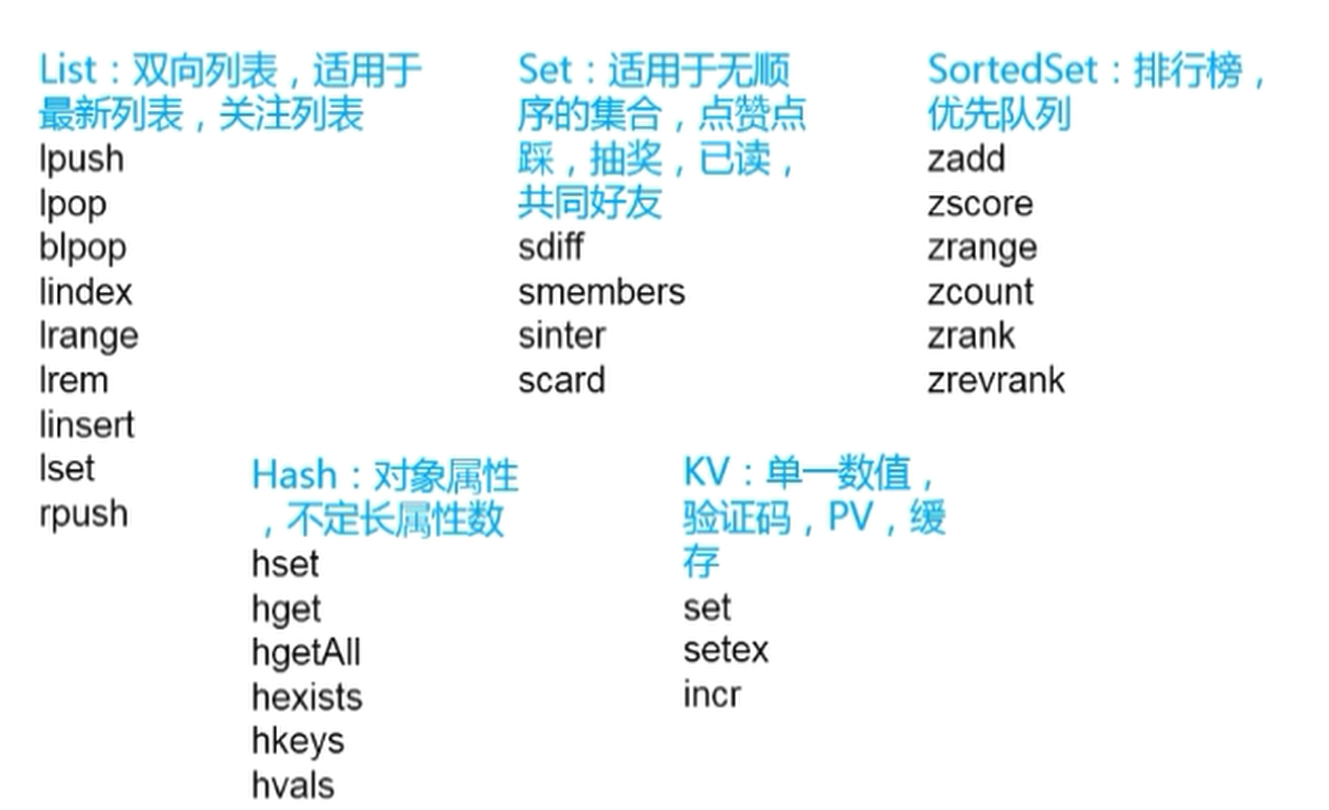 List：双向列表，适用于
最新列表，关注列表
lpush
lpop
blpop
lindex
lrange
lrem
linsert
lset
rpush
Set：适用于无顺
序的集合，点赞点
踩，抽奖，已读，
共同好友
sdiff
smembers
sinter
scard
SortedSet：排行榜，
优先队列
zadd
zscore
zrange
zcount
zrank
zrevrank
Hash：对象属性
，不定长属性数
hset
hget
hgetAll
hexists
hkeys
hvals
KV：单一数值，
验证码，PV，缓
存
set
setex
incr